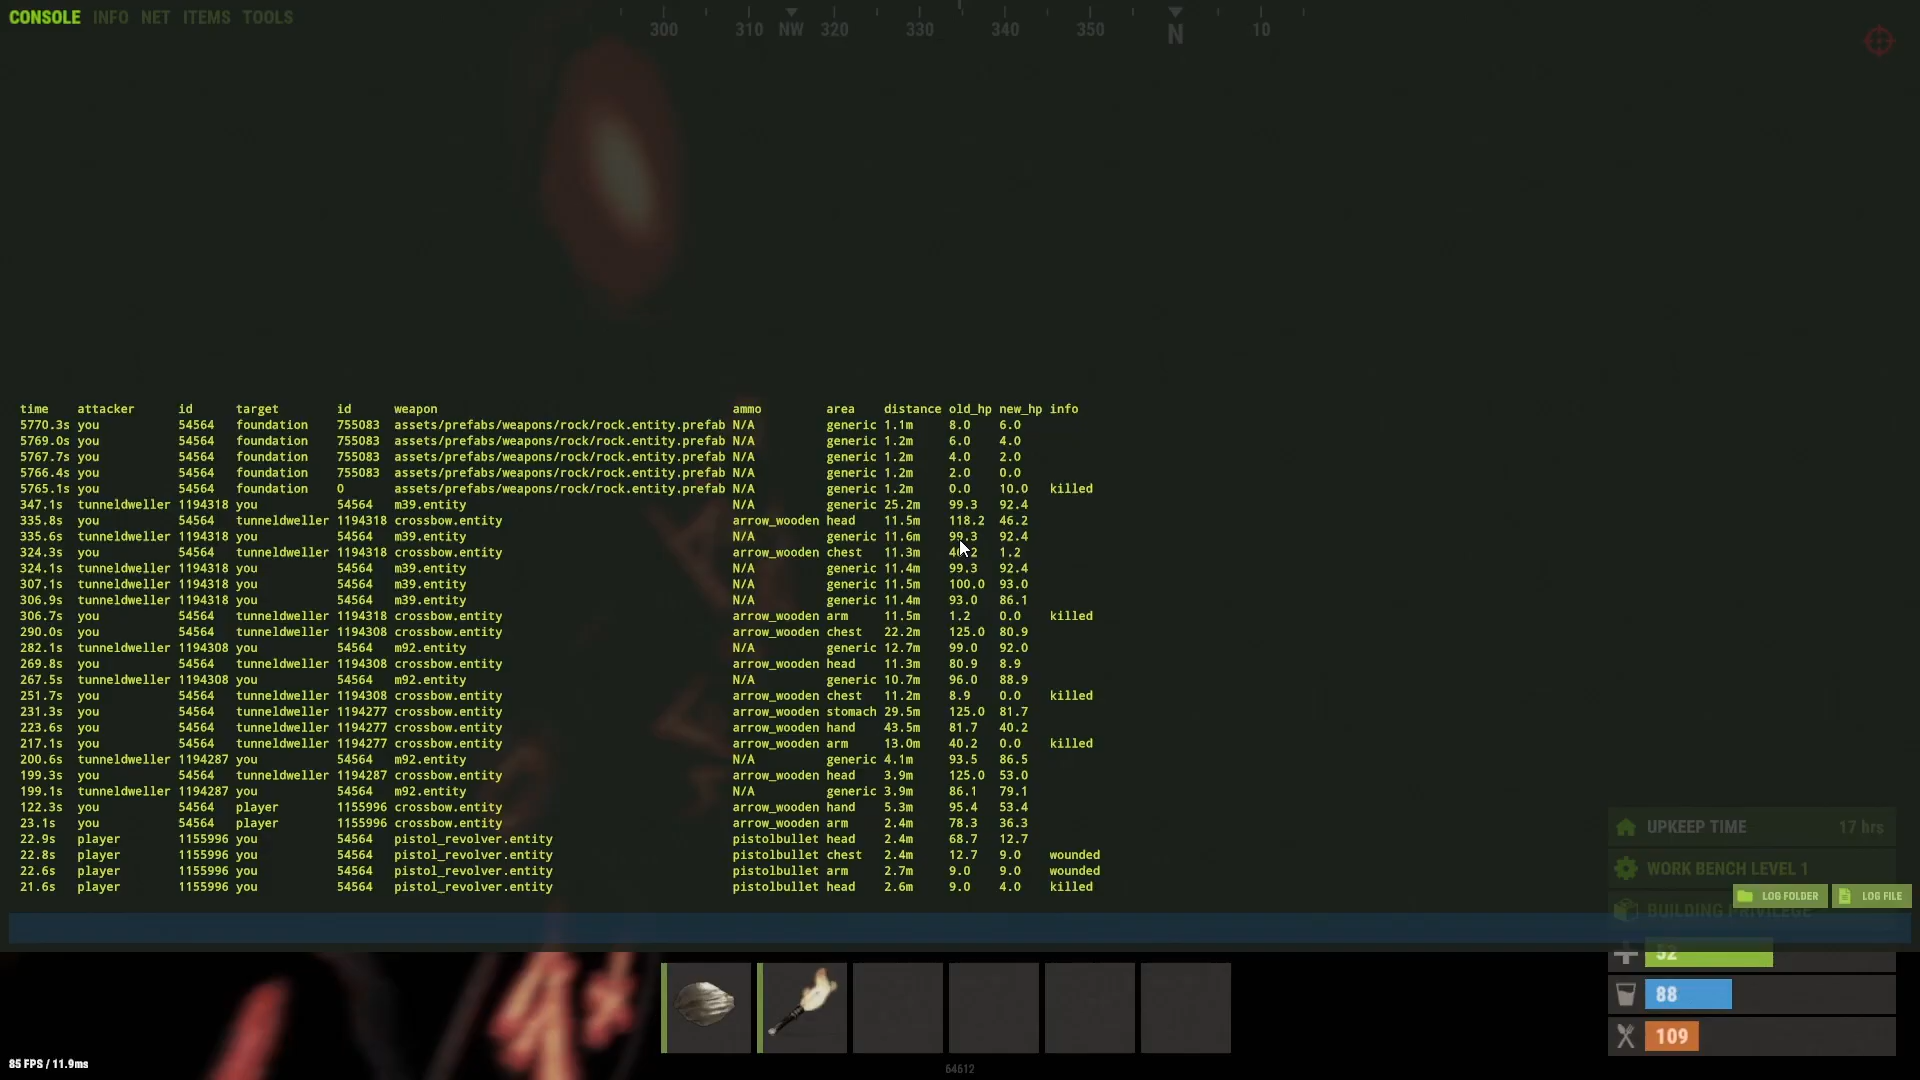 CONSOLE INFO NET ITEMS TOOLS
300 310 NW 320 330 340 350 N 10
time attacker id target id weapon ammo area distance old_hp new_hp info
5770.3s you 54564 foundation 755083 assets/prefabs/weapons/rock/rock.entity.prefab N/A generic 1.1m 8.0 6.0
5769.0s you 54564 foundation 755083 assets/prefabs/weapons/rock/rock.entity.prefab N/A generic 1.2m 6.0 4.0
5767.7s you 54564 foundation 755083 assets/prefabs/weapons/rock/rock.entity.prefab N/A generic 1.2m 4.0 2.0
5766.4s you 54564 foundation 755083 assets/prefabs/weapons/rock/rock.entity.prefab N/A generic 1.2m 2.0 0.0
5765.1s you 54564 foundation 0 assets/prefabs/weapons/rock/rock.entity.prefab N/A generic 1.2m 0.0 10.0 killed
347.1s tunneldweller 1194318 you 54564 m39.entity N/A generic 25.2m 99.3 92.4
335.8s you 54564 tunneldweller 1194318 crossbow.entity arrow_wooden head 11.5m 118.2 46.2
335.6s tunneldweller 1194318 you 54564 m39.entity N/A generic 11.6m 99.3 92.4
324.3s you 54564 tunneldweller 1194318 crossbow.entity arrow_wooden chest 11.3m 1.2
324.1s tunneldweller 1194318 you 54564 m39.entity N/A generic 11.4m 99.3 92.4
307.1s tunneldweller 1194318 you 54564 m39.entity N/A generic 11.5m 100.0 93.0
306.9s tunneldweller 1194318 you 54564 m39.entity N/A generic 11.4m 93.0 86.1
306.7s you 54564 tunneldweller 1194318 crossbow.entity arrow_wooden arm 11.5m 1.2 0.0 killed
290.0s you 54564 tunneldweller 1194308 crossbow.entity arrow_wooden chest 22.2m 125.0 80.9
282.1s tunneldweller 1194308 you 54564 m92.entity N/A generic 12.7m 99.0 92.0
269.8s you 54564 tunneldweller 1194308 crossbow.entity arrow_wooden head 11.3m 80.9 8.9
267.5s tunneldweller 1194308 you 54564 m92.entity N/A generic 10.7m 96.0 88.9
251.7s you 54564 tunneldweller 1194308 crossbow.entity arrow_wooden chest 11.2m 8.9 0.0 killed
231.3s you 54564 tunneldweller 1194277 crossbow.entity arrow_wooden stomach 29.5m 125.0 81.7
223.6s you 54564 tunneldweller 1194277 crossbow.entity arrow_wooden hand 43.5m 81.7 40.2
217.1s you 54564 tunneldweller 1194277 crossbow.entity arrow_wooden arm 13.0m 40.2 0.0 killed
200.6s tunneldweller 1194287 you 54564 m92.entity N/A generic 4.1m 93.5 86.5
199.3s you 54564 tunneldweller 1194287 crossbow.entity arrow_wooden head 3.9m 125.0 53.0
199.1s tunneldweller 1194287 you 54564 m92.entity N/A generic 3.9m 86.1 79.1
122.3s you 54564 player 1155996 crossbow.entity arrow_wooden hand 5.3m 95.4 53.4
23.1s you 54564 player 1155996 crossbow.entity arrow_wooden arm 2.4m 78.3 36.3
22.9s player 1155996 you 54564 pistol_revolver.entity pistolbullet head 2.4m 68.7 12.7
22.8s player 1155996 you 54564 pistol_revolver.entity pistolbullet chest 2.4m 12.7 9.0 wounded
22.6s player 1155996 you 54564 pistol_revolver.entity pistolbullet arm 2.7m 9.0 9.0 wounded
21.6s player 1155996 you 54564 pistol_revolver.entity pistolbullet head 2.6m 9.0 4.0 killed
UPKEEP TIME 17 hrs
WORK BENCH LEVEL 1
LOG FOLDER LOG FILE
BUILDING PRIVILEGE
52
88
109
85 FPS / 11.9ms
64612